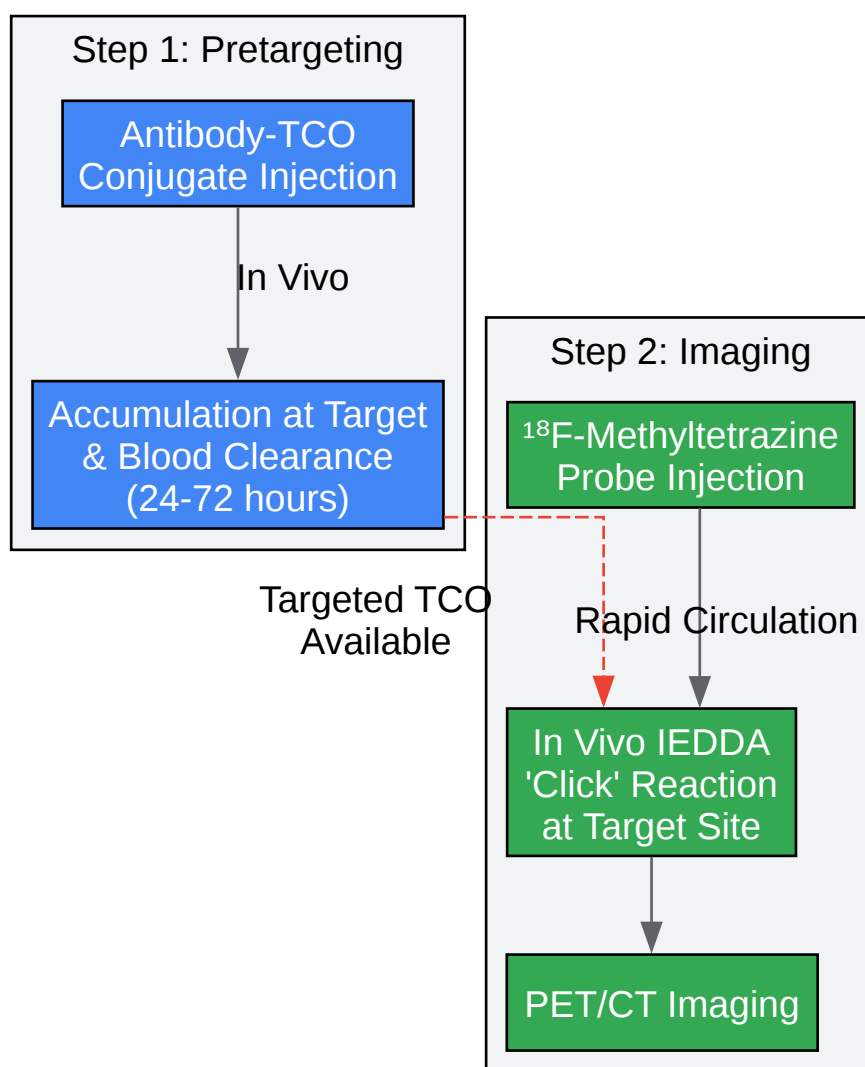 Step 1: Pretargeting
Antibody-TCO
Conjugate Injection
In Vivo
Accumulation at Target
& Blood Clearance
(24-72 hours)
Targeted TCO
Available
Step 2: Imaging
¹⁸F-Methyltetrazine
Probe Injection
Rapid Circulation
In Vivo IEDDA
'Click' Reaction
at Target Site
PET/CT Imaging